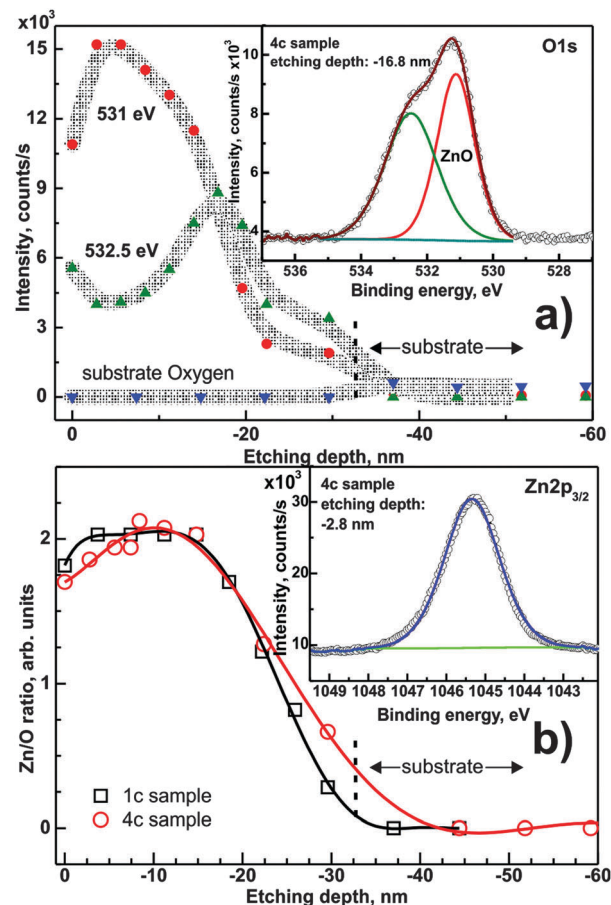 x10³
a)
15
12
9
6
3
0
Intensity, counts/s
531 eV
532.5 eV
substrate Oxygen
substrate
0
-20
-40
-60
Etching depth, nm
4c sample
etching depth: -16.8 nm
O1s
ZnO
Intensity, counts/s x10³
10
8
6
4
536
534
532
530
528
Binding energy, eV
x10³
b)
2
1
0
Zn/O ratio, arb. units
1c sample
4c sample
substrate
0
-10
-20
-30
-40
-50
-60
Etching depth, nm
4c sample
etching depth:
-2.8 nm
Zn2p3/2
Intensity, counts/s
30
20
10
1049
1048
1047
1046
1045
1044
1043
Binding energy, eV